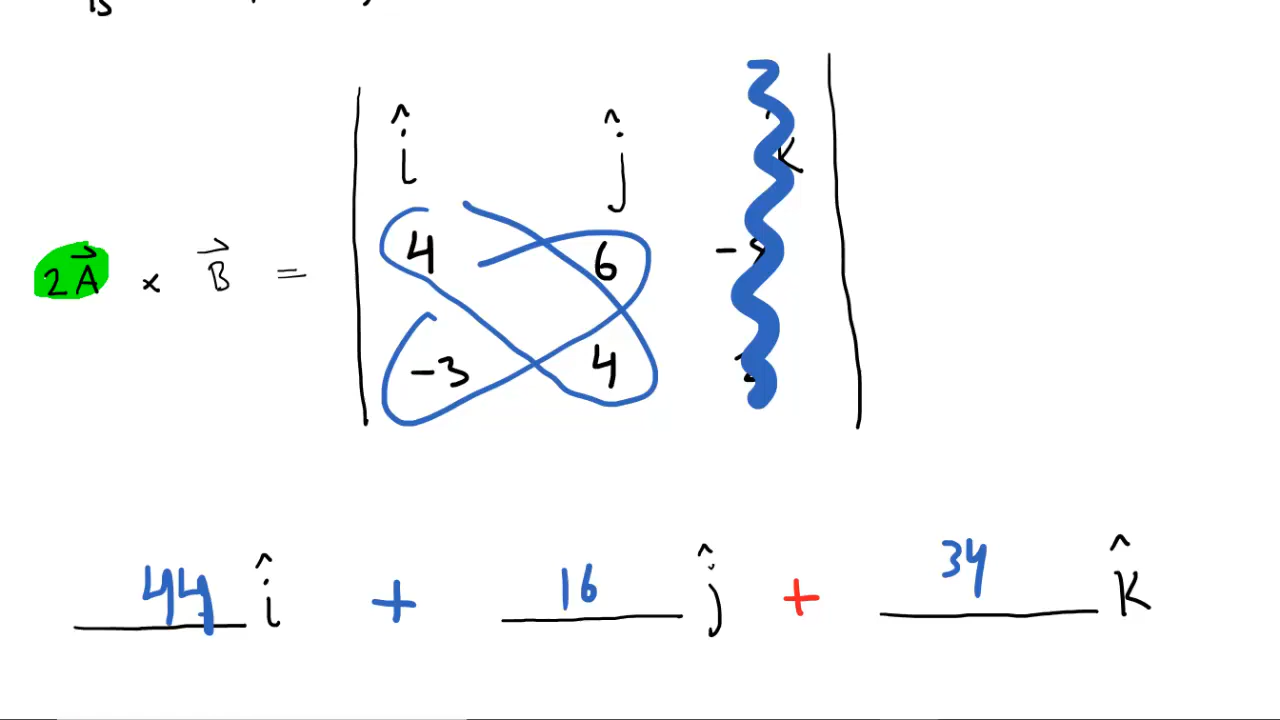 î ĵ k
2A⃗ × B⃗ = 4 6 -
-3 4
44 î + 16 ĵ + 34 k̂